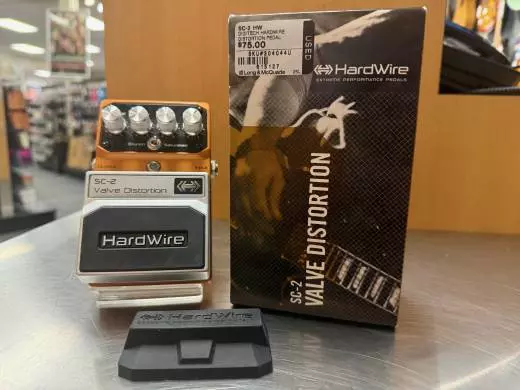 SC-2 HW
DIGITECH HARDWIRE
DISTORTION PEDAL
$75.00
USED
Long & McQuade
HardWire
EXTREME PERFORMANCE PEDALS
SC-2
VALVE DISTORTION
SC-2
Valve Distortion
HardWire
HardWire